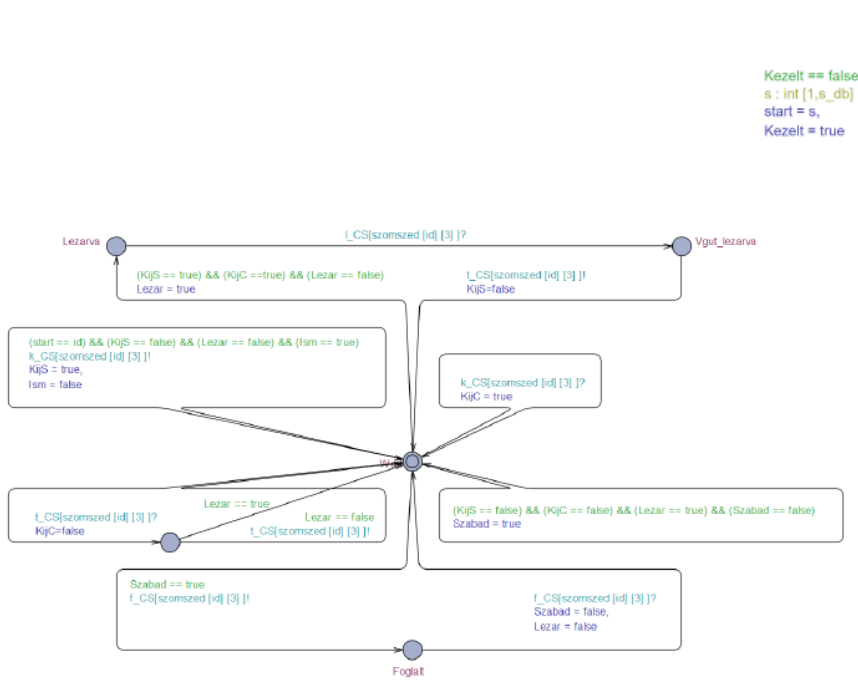 Kezelt == false
s : int [1,s_db]
start = s,
Kezelt = true
Lezarva
l_CS[szomszed [id] [3] ]?
Vgut_lezarva
(KijS == true) && (KijC ==true) && (Lezar == false)
Lezar = true
t_CS[szomszed [id] [3] ]!
KijS=false
(start == id) && (KijS == false) && (Lezar == false) && (Ism == true)
k_CS[szomszed [id] [3] ]!
KijS = true,
Ism = false
k_CS[szomszed [id] [3] ]?
KijC = true
t_CS[szomszed [id] [3] ]?
KijC=false
Lezar == true
Lezar == false
t_CS[szomszed [id] [3] ]!
(KijS == false) && (KijC == false) && (Lezar == true) && (Szabad == false)
Szabad = true
Szabad == true
f_CS[szomszed [id] [3] ]!
f_CS[szomszed [id] [3] ]?
Szabad = false,
Lezar = false
Foglalt